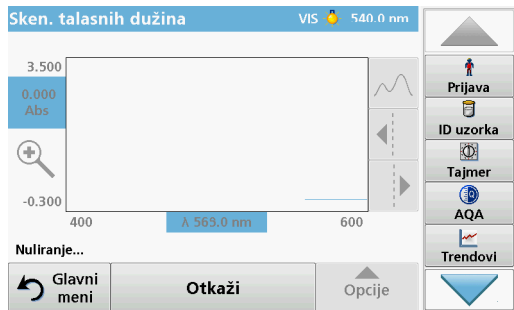 Sken. talasnih dužina VIS 540.0 nm
3.500
0.000
Abs
-0.300
400 λ 565.0 nm 600
Nuliranje...
Glavni
meni
Otkaži
Opcije
Prijava
ID uzorka
Tajmer
AQA
Trendovi